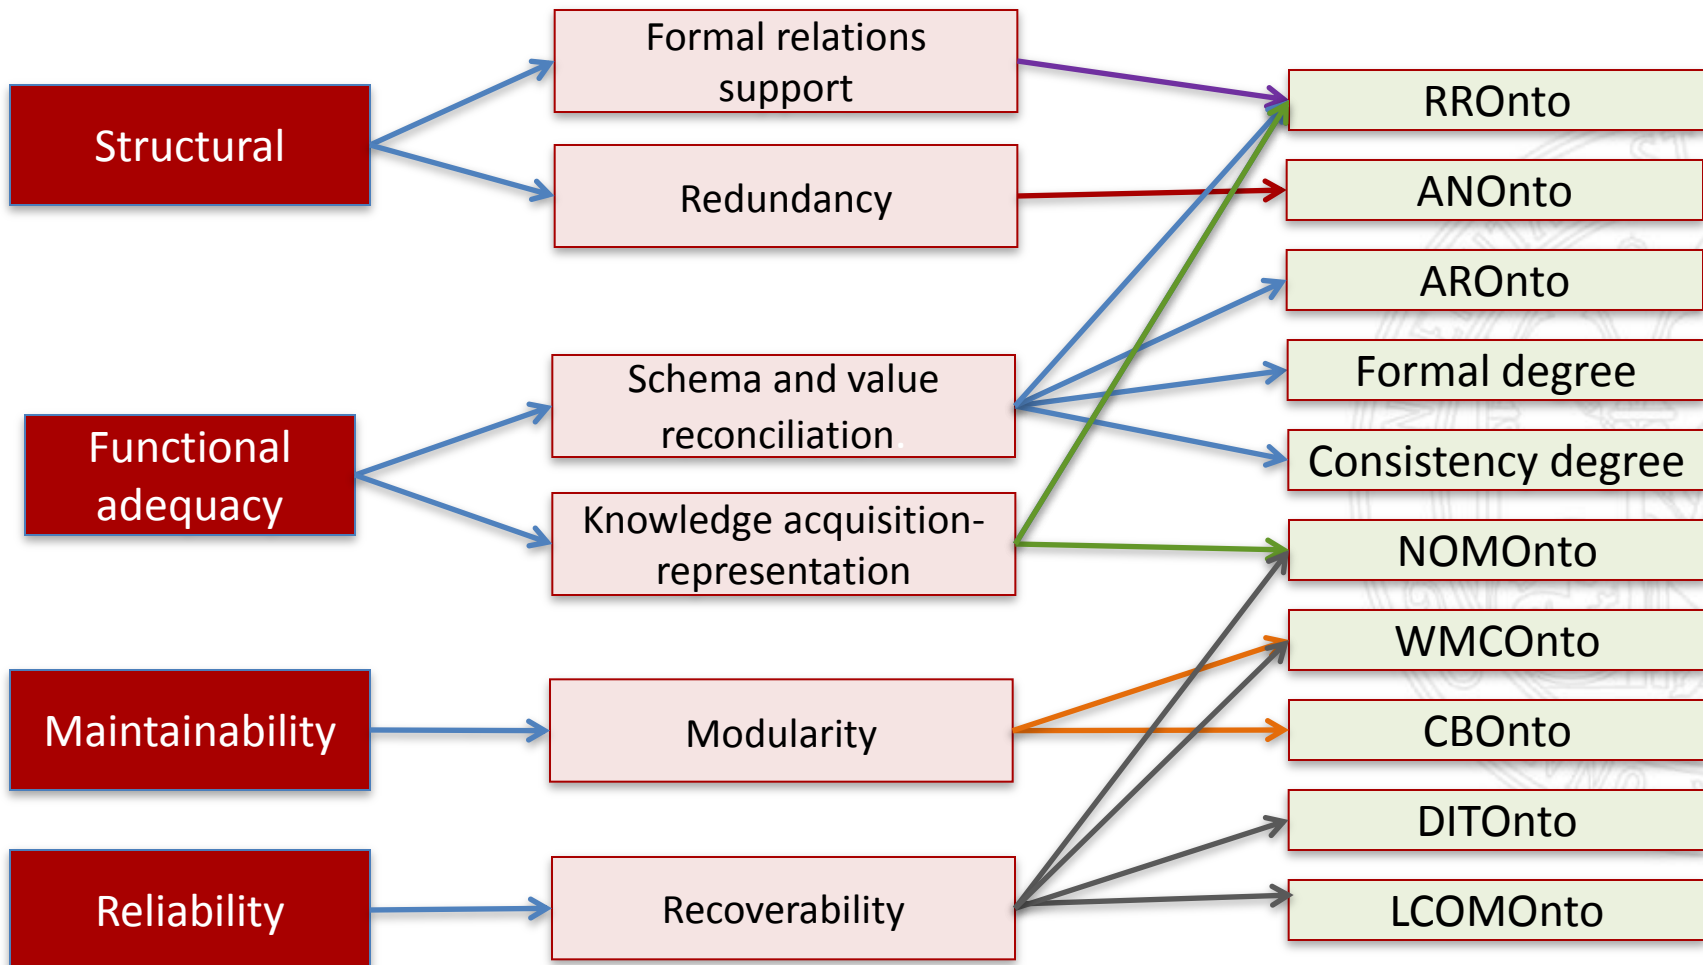 Structural
Formal relations
support
Redundancy
Functional
adequacy
Schema and value
reconciliation.
Knowledge acquisition-
representation
Maintainability
Modularity
Reliability
Recoverability
RROnto
ANOnto
AROnto
Formal degree
Consistency degree
NOMOnto
WMCOnto
CBOnto
DITOnto
LCOMOnto